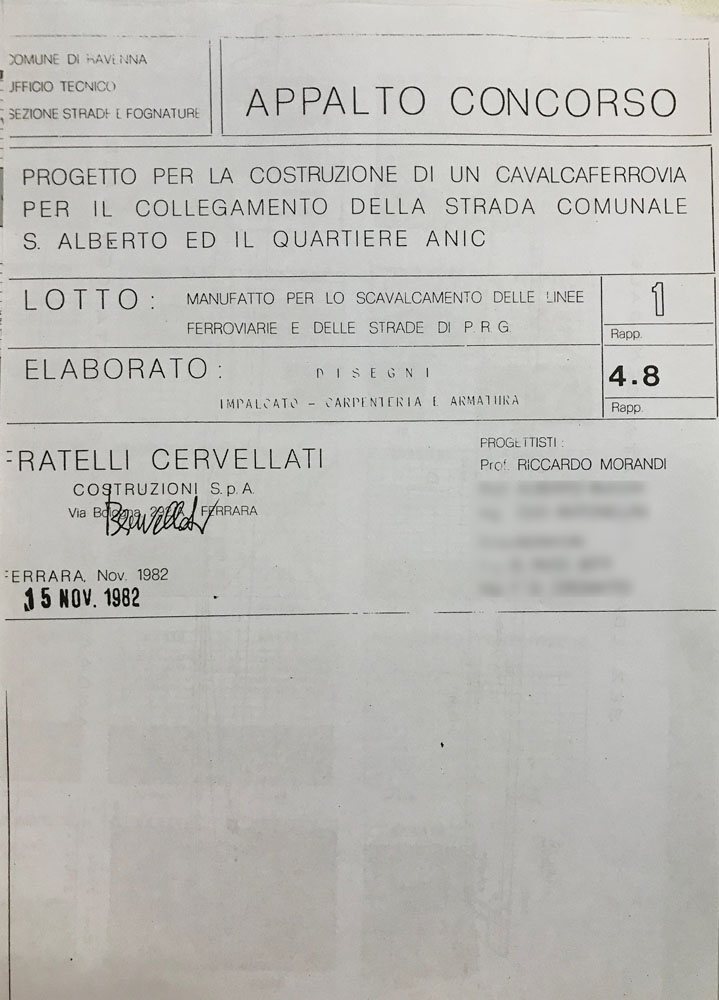 COMUNE DI RAVENNA
UFFICIO TECNICO
SEZIONE STRADE E FOGNATURE
APPALTO CONCORSO
PROGETTO PER LA COSTRUZIONE DI UN CAVALCAFERROVIA
PER IL COLLEGAMENTO DELLA STRADA COMUNALE
S. ALBERTO ED IL QUARTIERE ANIC
LOTTO :
MANUFATTO PER LO SCAVALCAMENTO DELLE LINEE
FERROVIARIE E DELLE STRADE DI P.R.G.
1
Rapp.
ELABORATO :
DISEGNI
IMPALCATO - CARPENTERIA E ARMATURA
4.8
Rapp.
FRATELLI CERVELLATI
COSTRUZIONI S.p.A.
Via Bologna, FERRARA
PROGETTISTI :
Prof. RICCARDO MORANDI
FERRARA, Nov. 1982
15 NOV. 1982